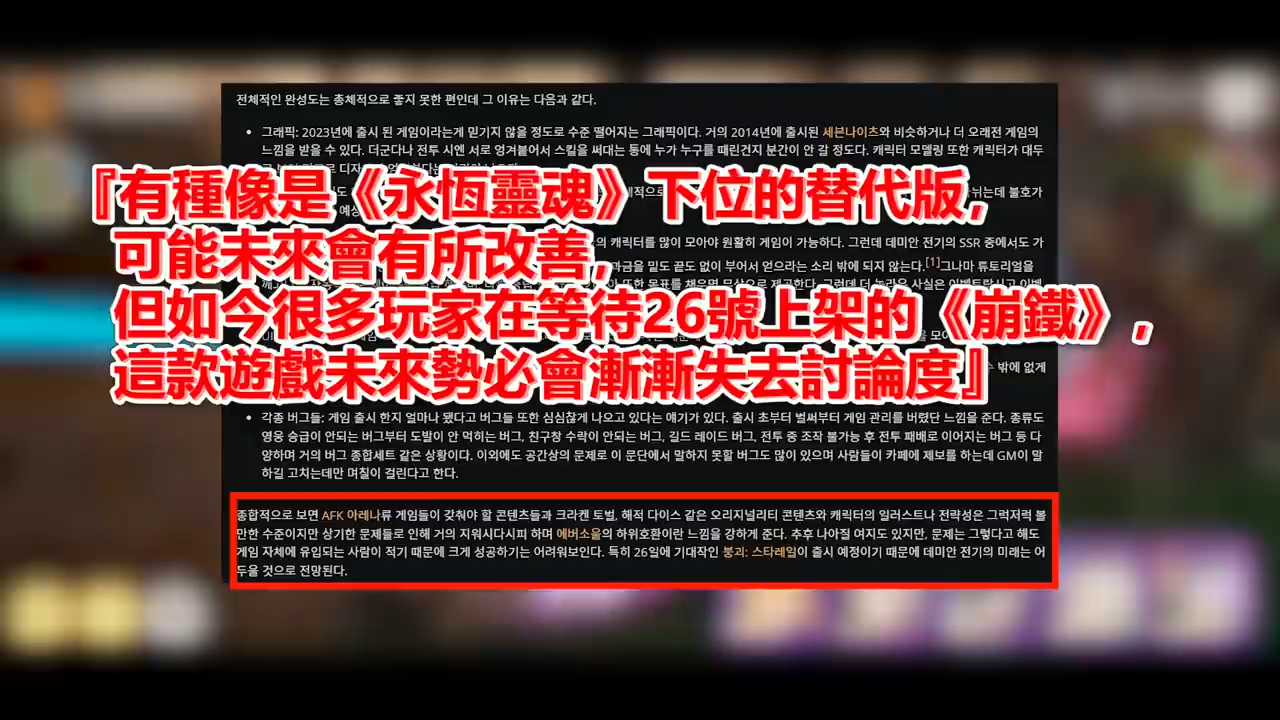 전체적인 완성도는 총체적으로 좋지 못한 편인데 그 이유는 다음과 같다.
그래픽: 2023년에 출시 된 게임이라는게 믿기지 않을 정도로 수준 떨어지는 그래픽이다. 거의 2014년에 출시된 세븐나이츠와 비슷하거나 더 오래전 게임의
느낌을 받을 수 있다. 더군다나 전투 시엔 서로 엉겨붙어서 스킬을 써대는 통에 누가 누구를 때린건지 분간이 안 갈 정도다. 캐릭터 모델링 또한 캐릭터가 대두
『有種像是《永恆靈魂》下位的替代版,
뉘는데 불호가
可能未來會有所改善,
의 캐릭터를 많이 모아야 원활히 게임이 가능하다. 그런데 데미안 전기의 SSR 중에서도 가
과금을 밑도 끝도 없이 부어서 얻으라는 소리 밖에 되지 않는다.[1]그나마 튜토리얼을
但如今很多玩家在等待26號上架的《崩鐵》,
這款遊戲未來勢必會漸漸失去討論度』
수 밖에 없게
각종 버그들: 게임 출시 한지 얼마나 됐다고 버그들 또한 심심찮게 나오고 있다는 얘기가 있다. 출시 초부터 벌써부터 게임 관리를 버렸단 느낌을 준다. 종류도
영웅 승급이 안되는 버그부터 도발이 안 먹히는 버그, 친구창 수락이 안되는 버그, 길드 레이드 버그, 전투 중 조작 불가능 후 전투 패배로 이어지는 버그 등 다
양하며 거의 버그 종합세트 같은 상황이다. 이외에도 공간상의 문제로 이 문단에서 말하지 못할 버그도 많이 있으며 사람들이 카페에 제보를 하는데 GM이 말
하길 고치는데만 며칠이 걸린다고 한다.
종합적으로 보면 AFK 아레나류 게임들이 갖춰야 할 콘텐츠들과 크라켄 토벌, 해적 다이스 같은 오리지널리티 콘텐츠와 캐릭터의 일러스트나 전략성은 그럭저럭 볼
만한 수준이지만 상기한 문제들로 인해 거의 지워시다시피 하며 에버소울의 하위호환이란 느낌을 강하게 준다. 추후 나아질 여지도 있지만, 문제는 그렇다고 해도
게임 자체에 유입되는 사람이 적기 때문에 크게 성공하기는 어려워보인다. 특히 26일에 기대작인 붕괴: 스타레일이 출시 예정이기 때문에 데미안 전기의 미래는 어
두울 것으로 전망된다.